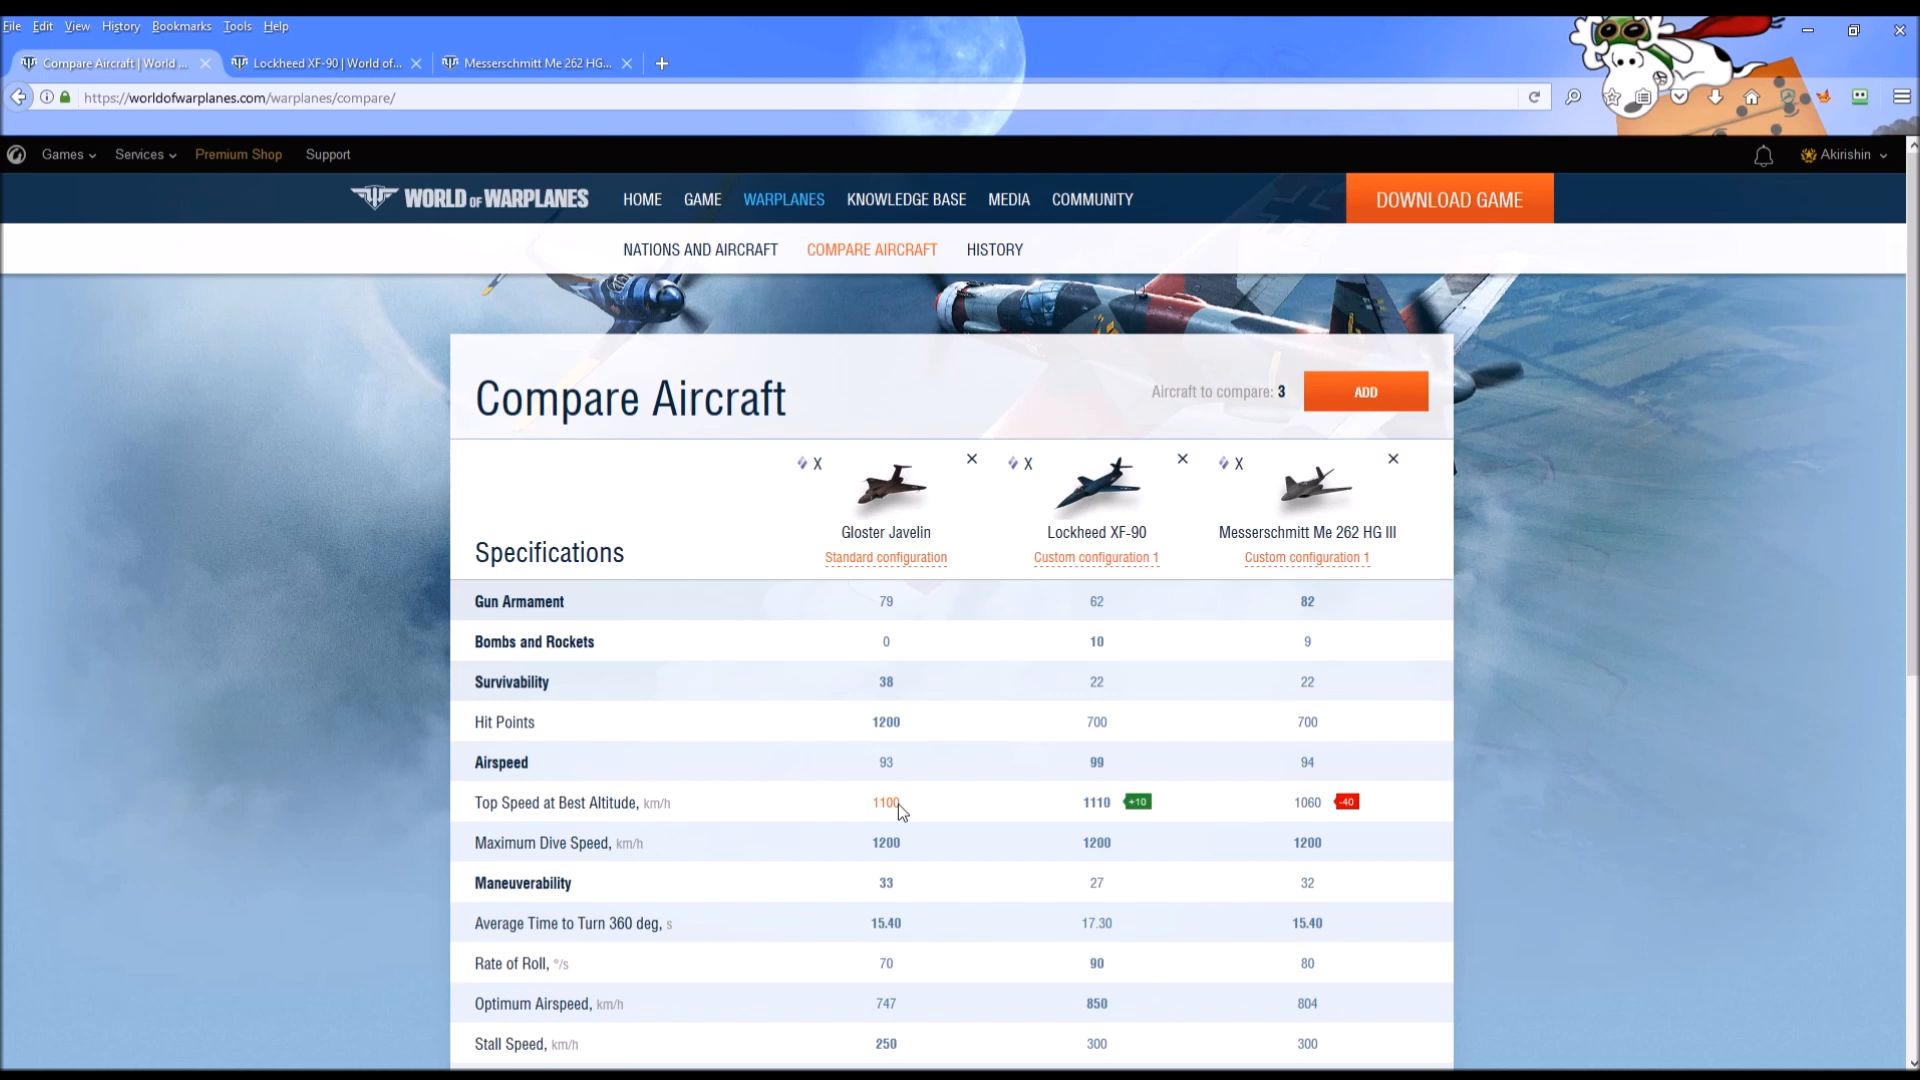 File Edit View History Bookmarks Tools Help
Compare Aircraft | World ... Lockheed XF-90 | World of... Messerschmitt Me 262 HG...
https://worldofwarplanes.com/warplanes/compare/
Games Services Premium Shop Support Akirishin
WORLD OF WARPLANES HOME GAME WARPLANES KNOWLEDGE BASE MEDIA COMMUNITY DOWNLOAD GAME
NATIONS AND AIRCRAFT COMPARE AIRCRAFT HISTORY
Compare Aircraft Aircraft to compare: 3 ADD
X X X
Gloster Javelin Lockheed XF-90 Messerschmitt Me 262 HG III
Specifications Standard configuration Custom configuration 1 Custom configuration 1
Gun Armament 79 62 82
Bombs and Rockets 0 10 9
Survivability 38 22 22
Hit Points 1200 700 700
Airspeed 93 99 94
Top Speed at Best Altitude, km/h 1100 1110 +10 1060 -40
Maximum Dive Speed, km/h 1200 1200 1200
Maneuverability 33 27 32
Average Time to Turn 360 deg, s 15.40 17.30 15.40
Rate of Roll, °/s 70 90 80
Optimum Airspeed, km/h 747 850 804
Stall Speed, km/h 250 300 300